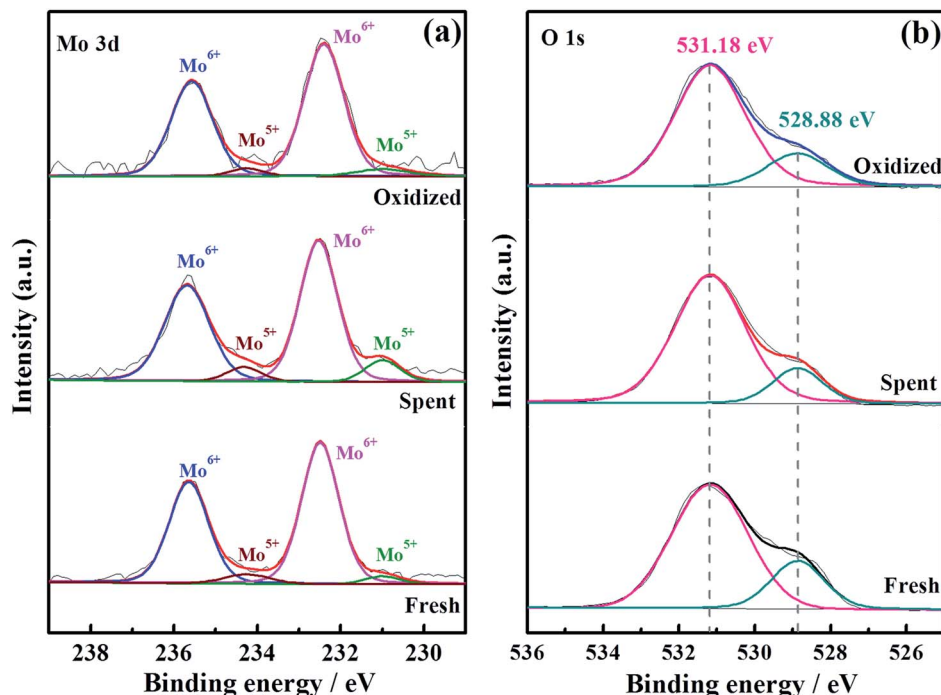 Mo 3d
(a)
Mo6+
Mo5+
Mo6+
Mo5+
Oxidized
Mo6+
Mo5+
Mo6+
Mo5+
Spent
Mo6+
Mo5+
Mo6+
Mo5+
Fresh
Intensity (a.u.)
238 236 234 232 230
Binding energy / eV
O 1s
(b)
531.18 eV
528.88 eV
Oxidized
Spent
Fresh
Intensity (a.u.)
536 534 532 530 528 526
Binding energy / eV